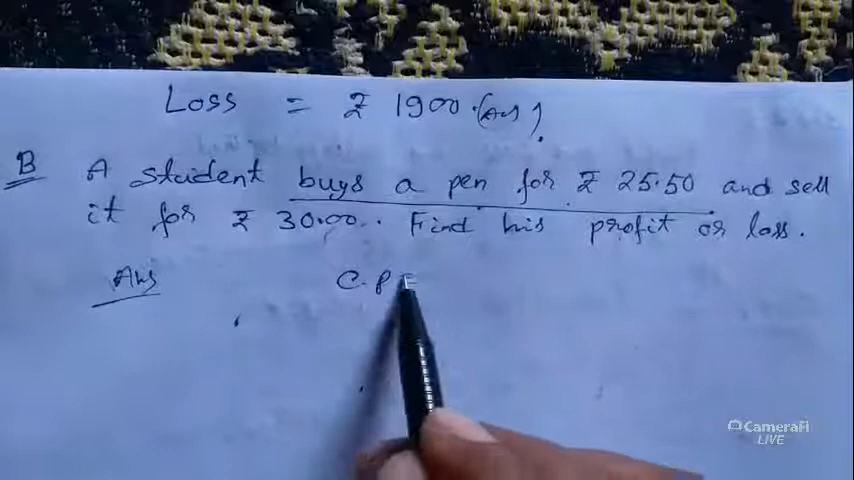 Loss = ₹ 1900.(Ans).
B A student buys a pen for ₹ 25.50 and sell
it for ₹ 30.00. Find his profit or loss.
Ans C.P =
CameraFi
LIVE